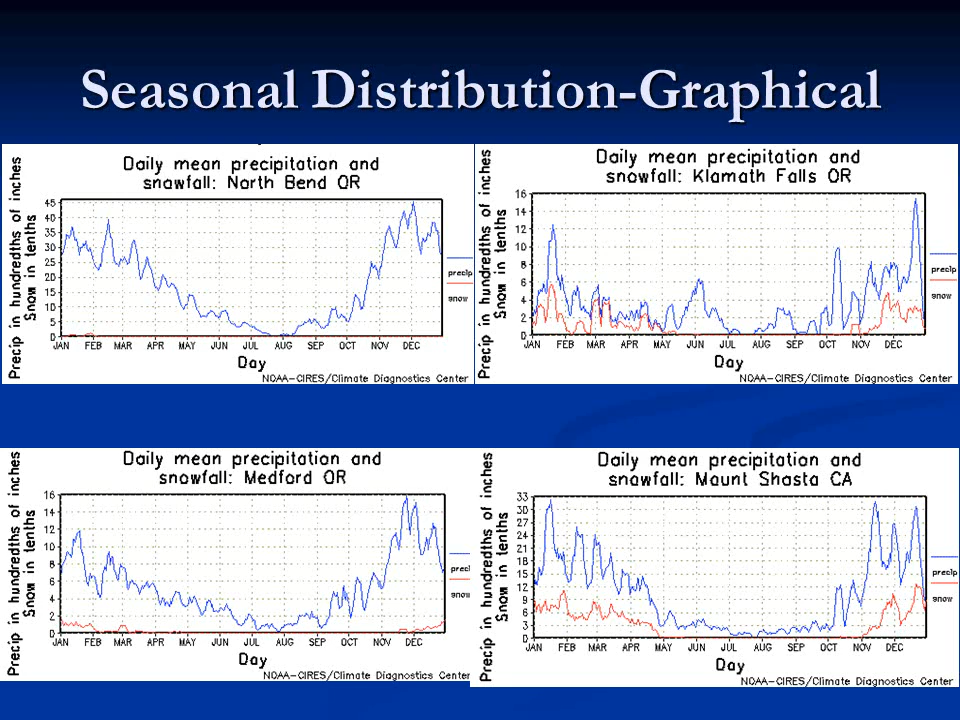 Seasonal Distribution-Graphical
Daily mean precipitation and
snowfall: North Bend OR
Precip in hundredths of inches
Snow in tenths
45
40
35
30
25
20
15
10
5
0
JAN FEB MAR APR MAY JUN JUL AUG SEP OCT NOV DEC
Day
precip
snow
NOAA-CIRES/Climate Diagnostics Center
Daily mean precipitation and
snowfall: Klamath Falls OR
Precip in hundredths of inches
Snow in tenths
16
14
12
10
8
6
4
2
0
JAN FEB MAR APR MAY JUN JUL AUG SEP OCT NOV DEC
Day
precip
snow
NOAA-CIRES/Climate Diagnostics Center
Daily mean precipitation and
snowfall: Medford OR
Precip in hundredths of inches
Snow in tenths
16
14
12
10
8
6
4
2
0
JAN FEB MAR APR MAY JUN JUL AUG SEP OCT NOV DEC
Day
preci
snow
NOAA-CIRES/Climate Diagnostics Center
Daily mean precipitation and
snowfall: Mount Shasta CA
Precip in hundredths of inches
Snow in tenths
33
30
27
24
21
18
15
12
9
6
3
0
JAN FEB MAR APR MAY JUN JUL AUG SEP OCT NOV DEC
Day
precip
snow
NOAA-CIRES/Climate Diagnostics Center